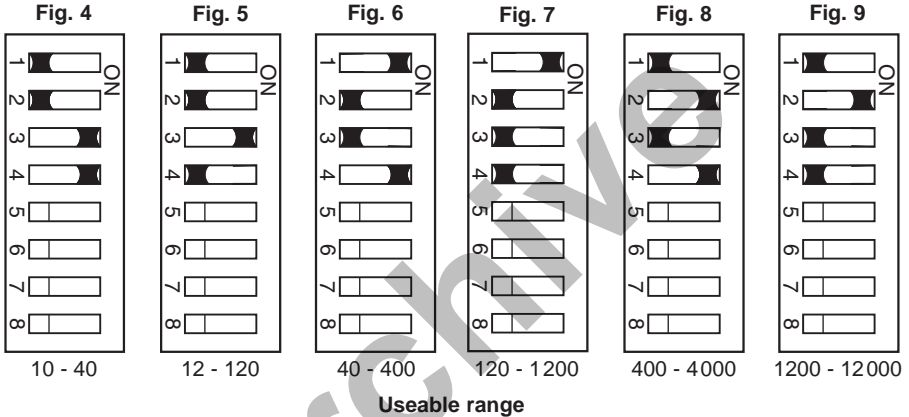 Fig. 4 Fig. 5 Fig. 6 Fig. 7 Fig. 8 Fig. 9
1 ON 1 ON 1 ON 1 ON 1 ON 1 ON
2 2 2 2 2 2
3 3 3 3 3 3
4 4 4 4 4 4
5 5 5 5 5 5
6 6 6 6 6 6
7 7 7 7 7 7
8 8 8 8 8 8
10 - 40 12 - 120 40 - 400 120 - 1200 400 - 4000 1200 - 12000
Useable range
rchive